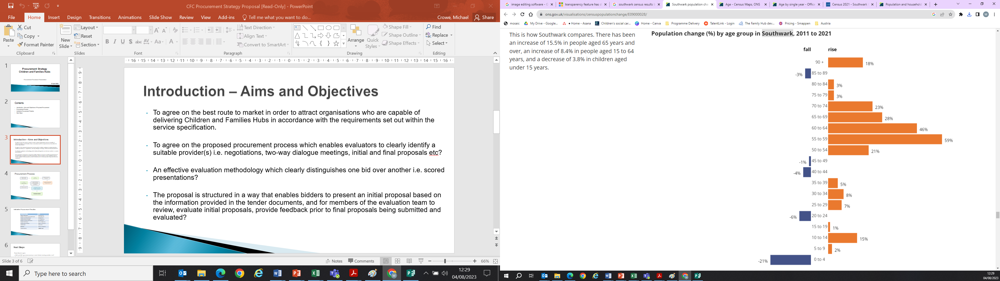 CFC Procurement Strategy Proposal [Read-Only] - PowerPoint
File Home Insert Design Transitions Animations Slide Show Review View Add-ins Tell me what you want to do... Crowe, Michael Share
Paste
Cut
Copy
Format Painter
Clipboard
New
Slide
Layout
Reset
Section
Slides
B I U S abc AV Aa A
Font
Text Direction
Align Text
Convert to SmartArt
Paragraph
Arrange
Quick
Styles
Shape Fill
Shape Outline
Shape Effects
Drawing
Find
Replace
Select
Editing
1
Procurement Strategy
Children and Families Hubs
2
Contents
3
Introduction – Aims and Objectives
4
Procurement Process
5
6
Next Steps
Introduction – Aims and Objectives
• To agree on the best route to market in order to attract organisations who are capable of
delivering Children and Families Hubs in accordance with the requirements set out within the
service specification.
• To agree on the proposed procurement process which enables evaluators to clearly identify a
suitable provider(s) i.e. negotiations, two-way dialogue meetings, initial and final proposals etc?
• An effective evaluation methodology which clearly distinguishes one bid over another i.e. scored
presentations?
• The proposal is structured in a way that enables bidders to present an initial proposal based on
the information provided in the tender documents, and for members of the evaluation team to
review, evaluate initial proposals, provide feedback prior to final proposals being submitted and
evaluated?
Slide 3 of 6
Notes Comments 66%
Type here to search
12:29
04/08/2023
image editing software - G
transparency feature has d
southwark census results b
Southwark population cha
Age - Census Maps, ONS
Age by single year - Office
Census 2021 - Southwark
Population and household
ons.gov.uk/visualisations/censuspopulationchange/E09000028/
mosaic My Drive - Google... Home - Asana Children's social car... Home - Canva Programme Delivery TalentLink - Login The Family Hub dev... Pricing - Smappen Austria
This is how Southwark compares. There has been
an increase of 15.5% in people aged 65 years and
over, an increase of 8.4% in people aged 15 to 64
years, and a decrease of 3.8% in children aged
under 15 years.
Population change (%) by age group in Southwark, 2011 to 2021
fall rise
90 + 18%
-3% 85 to 89
80 to 84 3%
75 to 79 3%
70 to 74 23%
65 to 69 28%
60 to 64 46%
55 to 59 59%
50 to 54 21%
-1% 45 to 49
-4% 40 to 44
35 to 39 5%
30 to 34 8%
25 to 29 7%
-6% 20 to 24
15 to 19 1%
10 to 14 15%
5 to 9 2%
-21% 0 to 4
12:29
04/08/2023